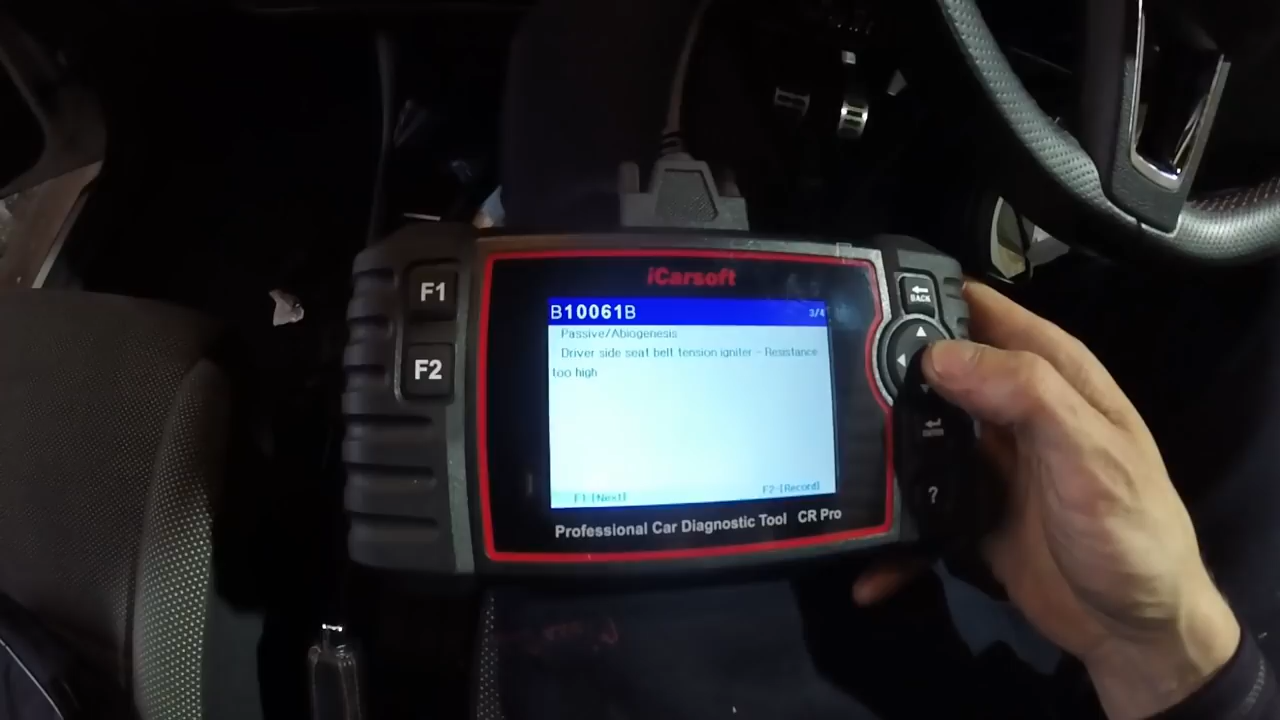 iCarsoft
B10061B 3/4
Passive/Abiogenesis
Driver side seat belt tension igniter - Resistance
too high
F1-[Next] F2-[Record]
Professional Car Diagnostic Tool CR Pro
F1
F2
BACK
ENTER
?